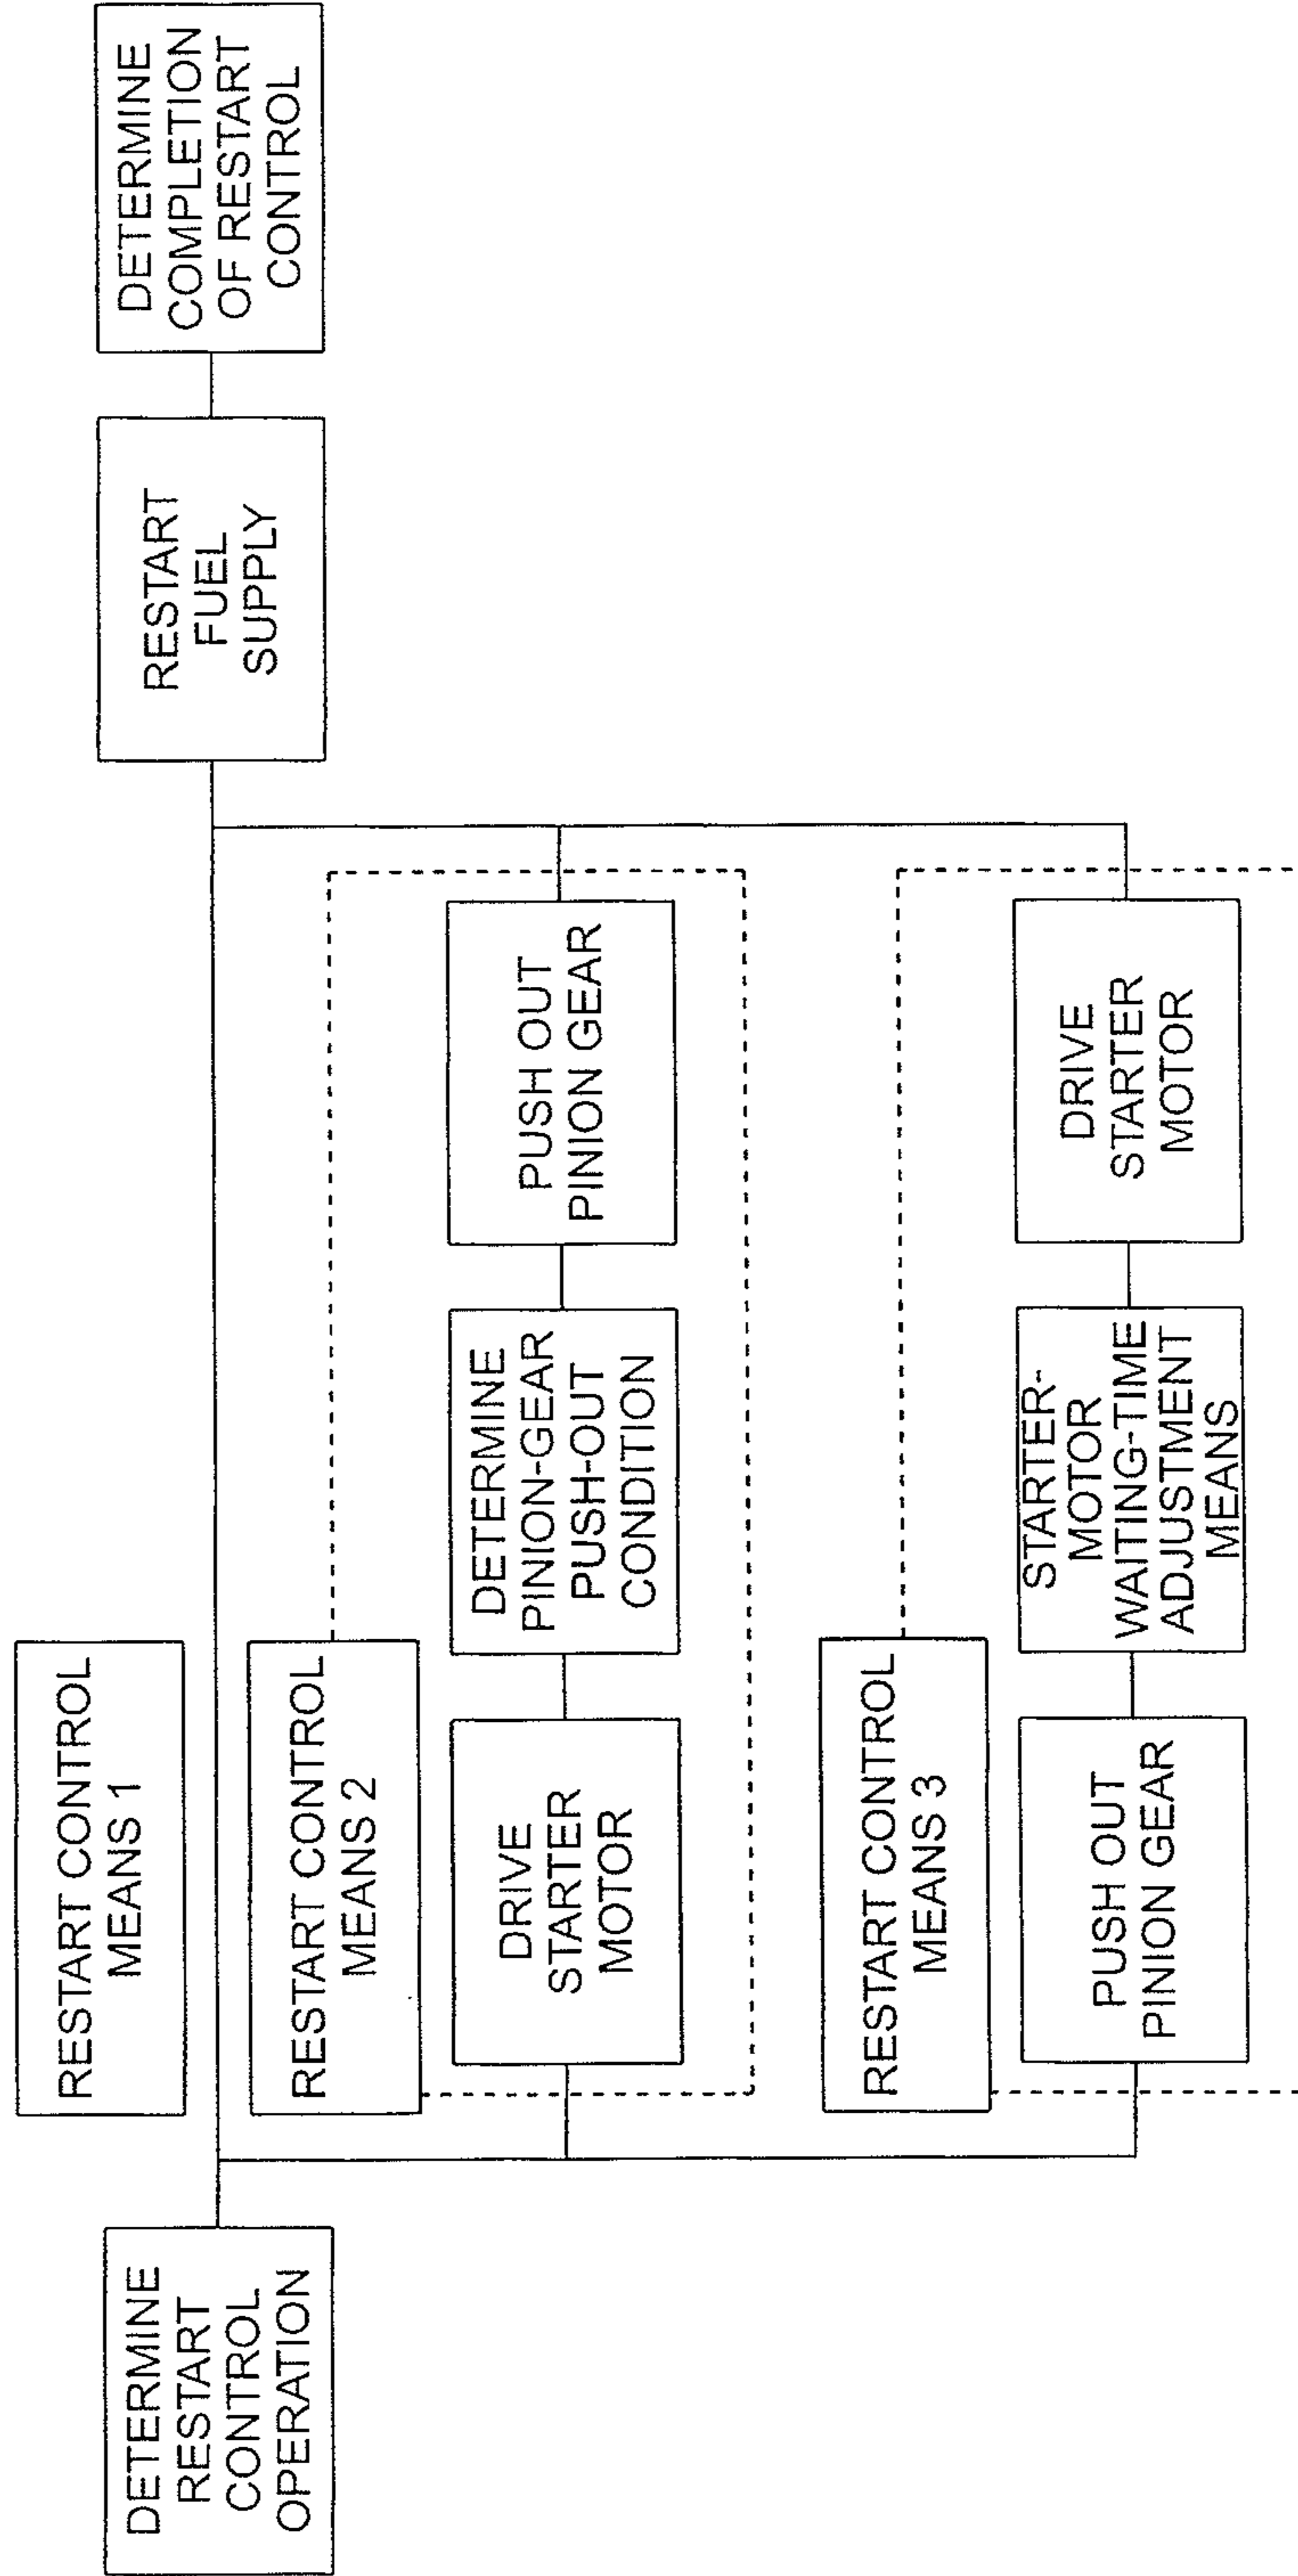 DETERMINE
RESTART
CONTROL
OPERATION
RESTART CONTROL
MEANS 1
RESTART CONTROL
MEANS 2
DRIVE
STARTER
MOTOR
DETERMINE
PINION-GEAR
PUSH-OUT
CONDITION
PUSH OUT
PINION GEAR
RESTART CONTROL
MEANS 3
PUSH OUT
PINION GEAR
STARTER-
MOTOR
WAITING-TIME
ADJUSTMENT
MEANS
DRIVE
STARTER
MOTOR
RESTART
FUEL
SUPPLY
DETERMINE
COMPLETION
OF RESTART
CONTROL